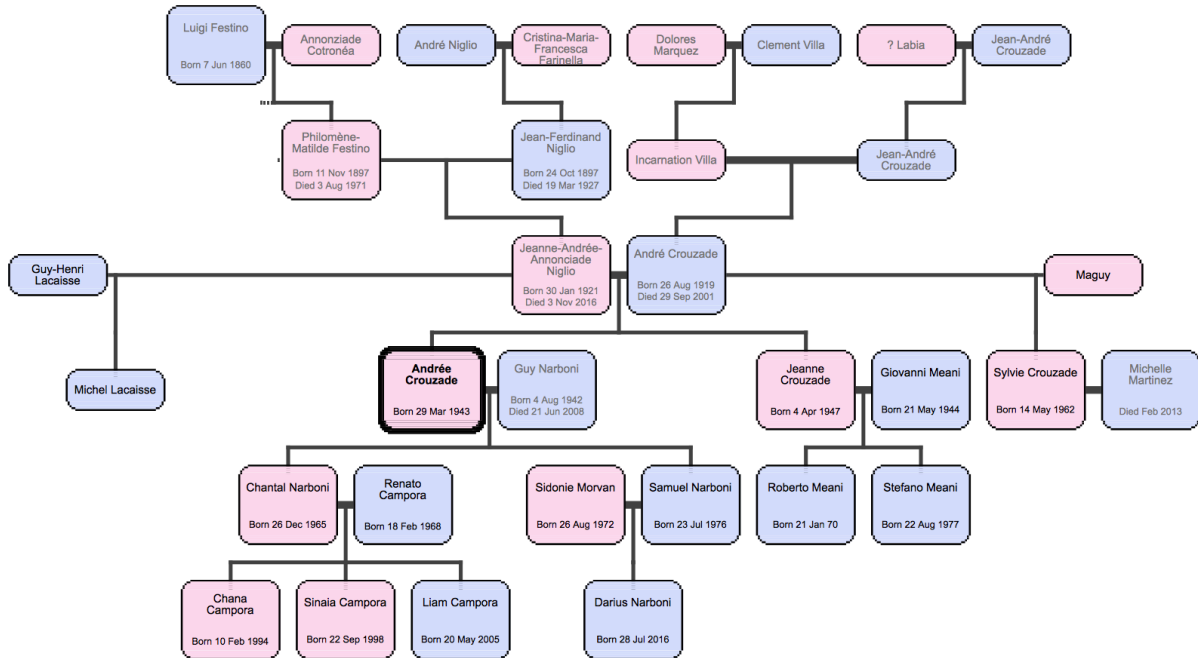 Luigi Festino
Born 7 Jun 1860
Annonziade
Cotronéa
André Niglio
Cristina-Maria-
Francesca
Farinella
Dolores
Marquez
Clement Villa
? Labia
Jean-André
Crouzade
Philomène-
Matilde Festino
Born 11 Nov 1897
Died 3 Aug 1971
Jean-Ferdinand
Niglio
Born 24 Oct 1897
Died 19 Mar 1927
Incarnation Villa
Jean-André
Crouzade
Guy-Henri
Lacaisse
Jeanne-Andrée-
Annonciade
Niglio
Born 30 Jan 1921
Died 3 Nov 2016
André Crouzade
Born 26 Aug 1919
Died 29 Sep 2001
Maguy
Michel Lacaisse
Andrée
Crouzade
Born 29 Mar 1943
Guy Narboni
Born 4 Aug 1942
Died 21 Jun 2008
Jeanne
Crouzade
Born 4 Apr 1947
Giovanni Meani
Born 21 May 1944
Sylvie Crouzade
Born 14 May 1962
Michelle
Martinez
Died Feb 2013
Chantal Narboni
Born 26 Dec 1965
Renato
Campora
Born 18 Feb 1968
Sidonie Morvan
Born 26 Aug 1972
Samuel Narboni
Born 23 Jul 1976
Roberto Meani
Born 21 Jan 70
Stefano Meani
Born 22 Aug 1977
Chana
Campora
Born 10 Feb 1994
Sinaia Campora
Born 22 Sep 1998
Liam Campora
Born 20 May 2005
Darius Narboni
Born 28 Jul 2016